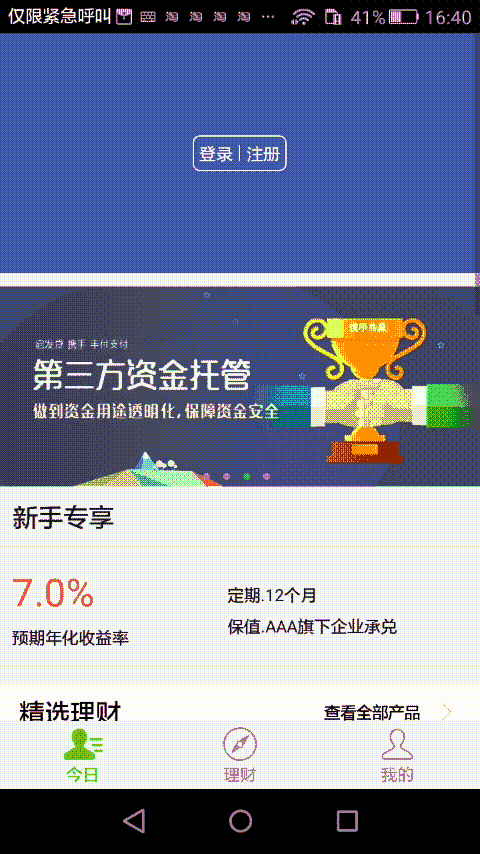 仅限紧急呼叫 41% 16:40
登录 | 注册
启发贷 携手 丰付支付
第三方资金托管
做到资金用途透明化,保障资金安全
新手专享
7.0%
定期.12个月
预期年化收益率
保值.AAA旗下企业承兑
精选理财
查看全部产品
今日
理财
我的